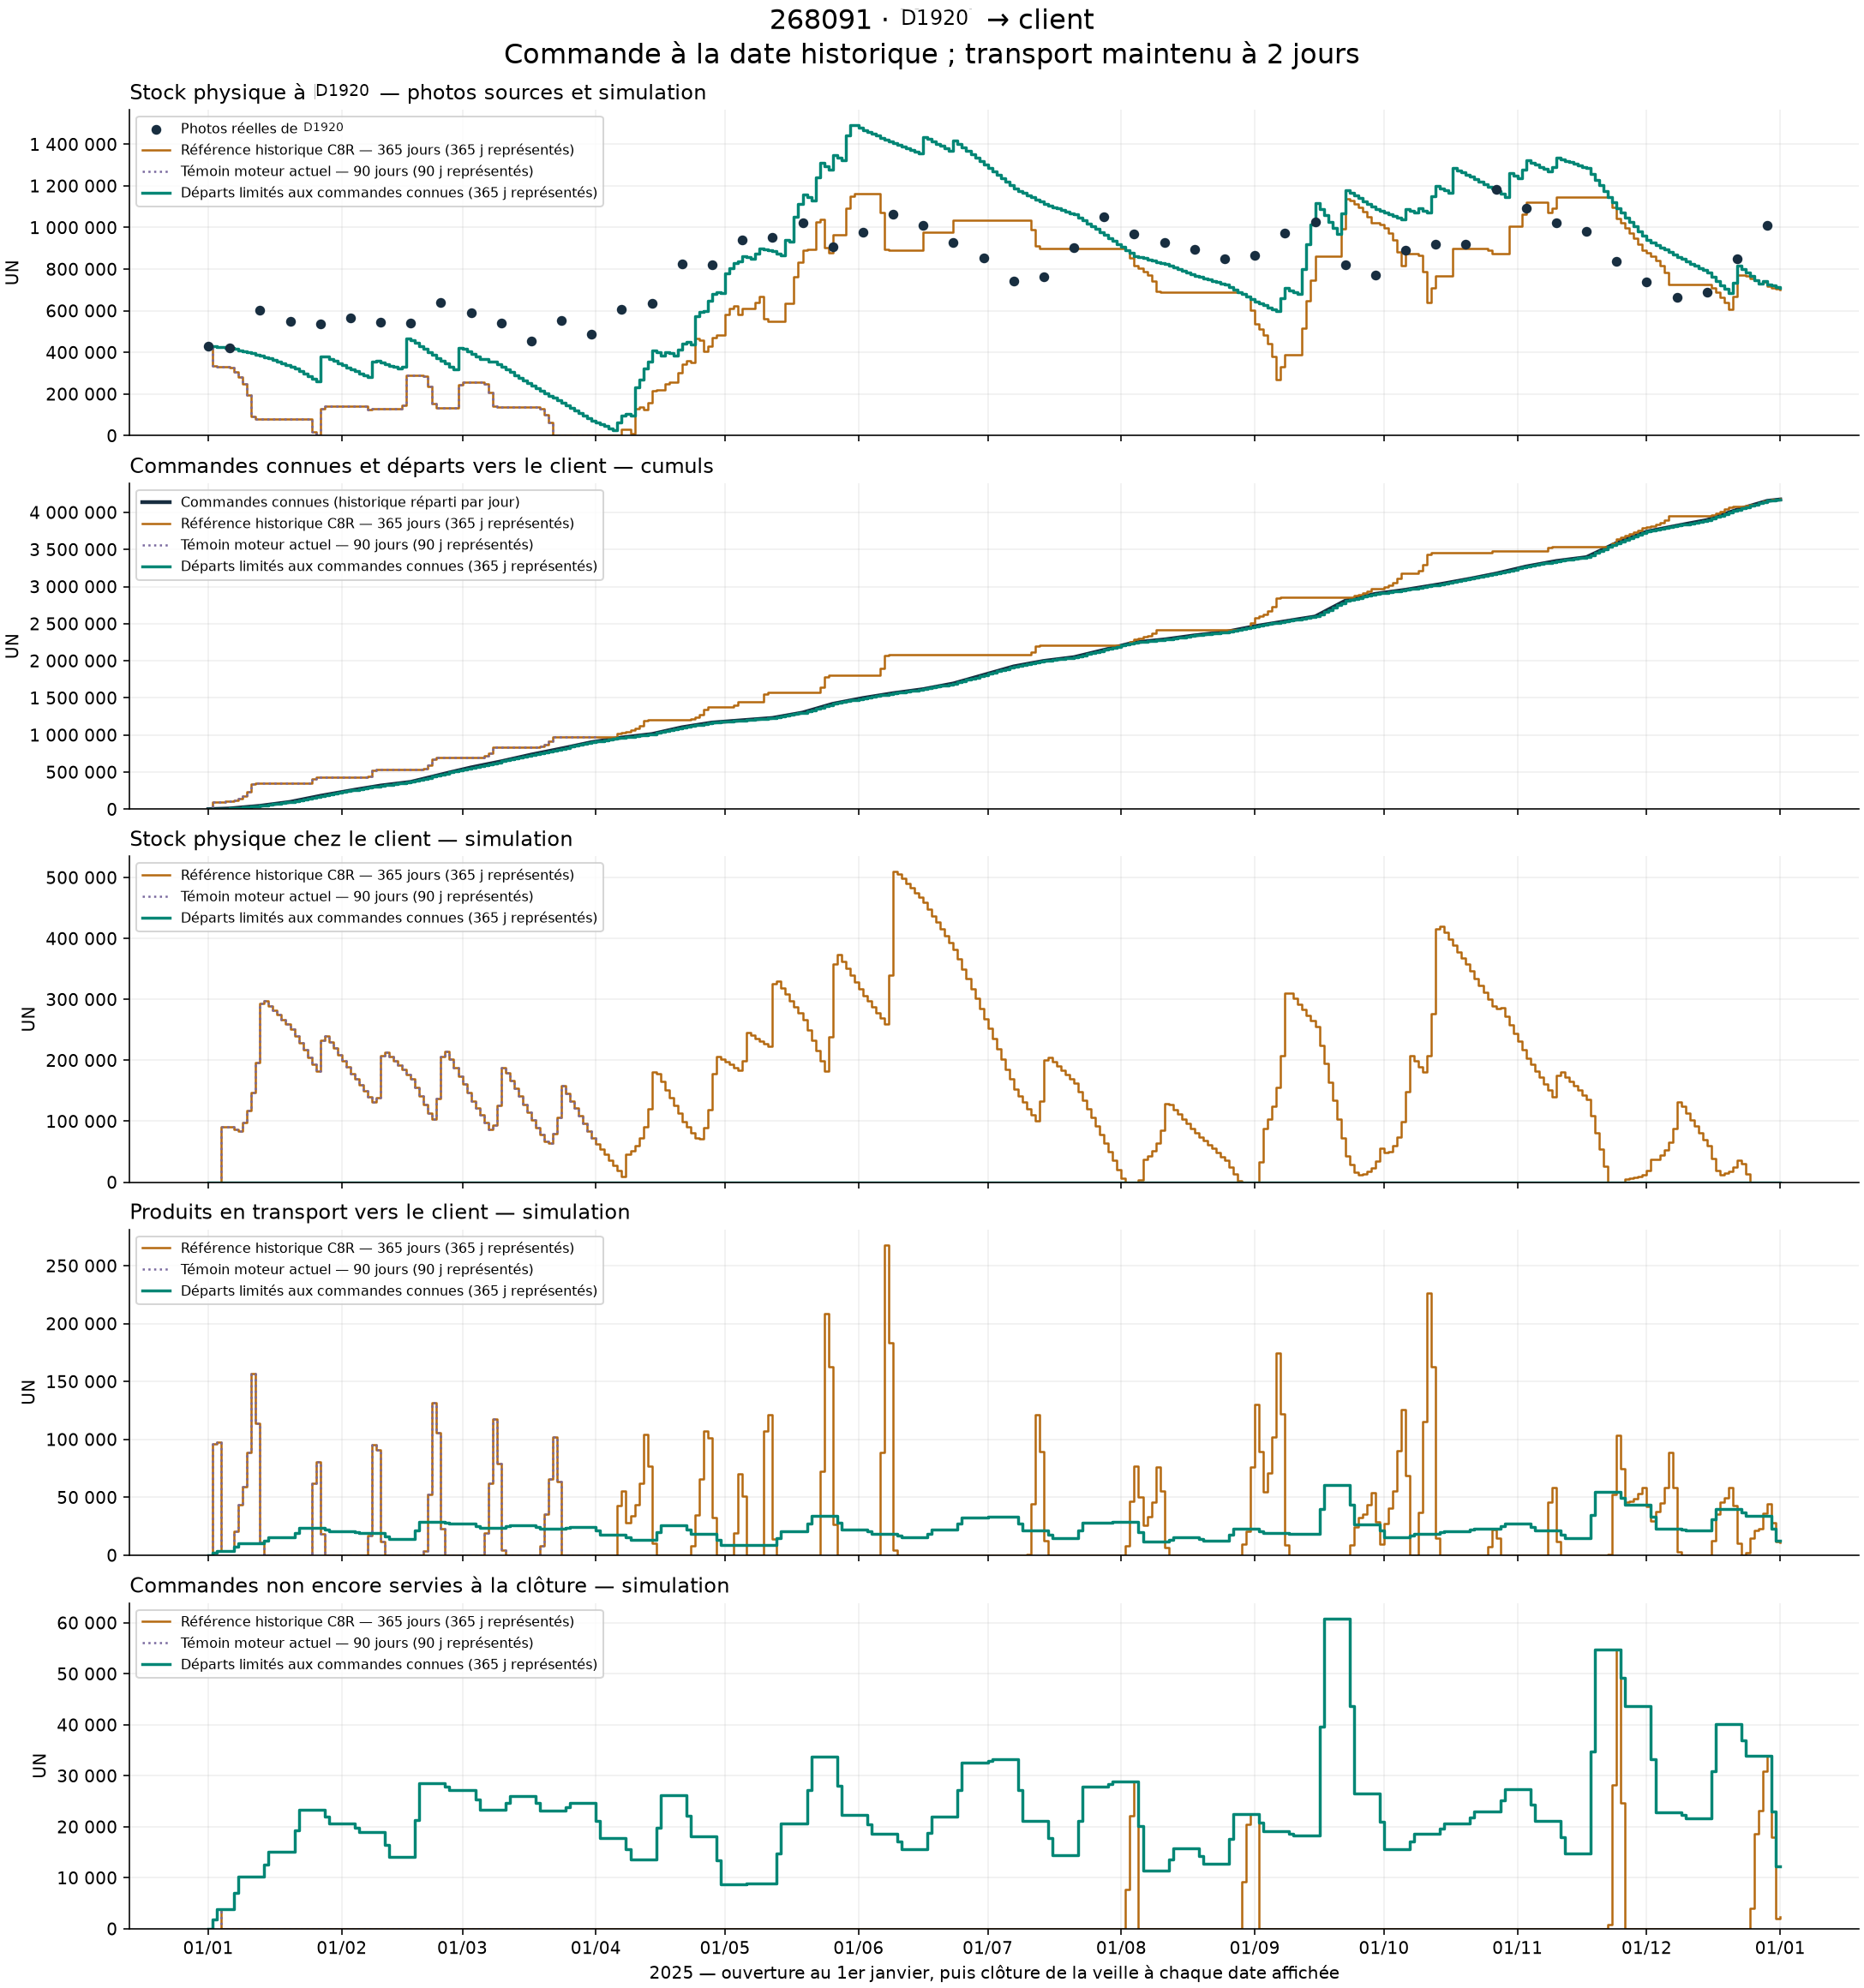 268091 · D1920 → client
Commande à la date historique ; transport maintenu à 2 jours
Stock physique à D1920 — photos sources et simulation
Photos réelles de D1920
Référence historique C8R — 365 jours (365 j représentés)
Témoin moteur actuel — 90 jours (90 j représentés)
Départs limités aux commandes connues (365 j représentés)
1 400 000
1 200 000
1 000 000
800 000
600 000
400 000
200 000
0
UN
Commandes connues et départs vers le client — cumuls
Commandes connues (historique réparti par jour)
Référence historique C8R — 365 jours (365 j représentés)
Témoin moteur actuel — 90 jours (90 j représentés)
Départs limités aux commandes connues (365 j représentés)
4 000 000
3 500 000
3 000 000
2 500 000
2 000 000
1 500 000
1 000 000
500 000
0
UN
Stock physique chez le client — simulation
Référence historique C8R — 365 jours (365 j représentés)
Témoin moteur actuel — 90 jours (90 j représentés)
Départs limités aux commandes connues (365 j représentés)
500 000
400 000
300 000
200 000
100 000
0
UN
Produits en transport vers le client — simulation
Référence historique C8R — 365 jours (365 j représentés)
Témoin moteur actuel — 90 jours (90 j représentés)
Départs limités aux commandes connues (365 j représentés)
250 000
200 000
150 000
100 000
50 000
0
UN
Commandes non encore servies à la clôture — simulation
Référence historique C8R — 365 jours (365 j représentés)
Témoin moteur actuel — 90 jours (90 j représentés)
Départs limités aux commandes connues (365 j représentés)
60 000
50 000
40 000
30 000
20 000
10 000
0
UN
01/01 01/02 01/03 01/04 01/05 01/06 01/07 01/08 01/09 01/10 01/11 01/12 01/01
2025 — ouverture au 1er janvier, puis clôture de la veille à chaque date affichée